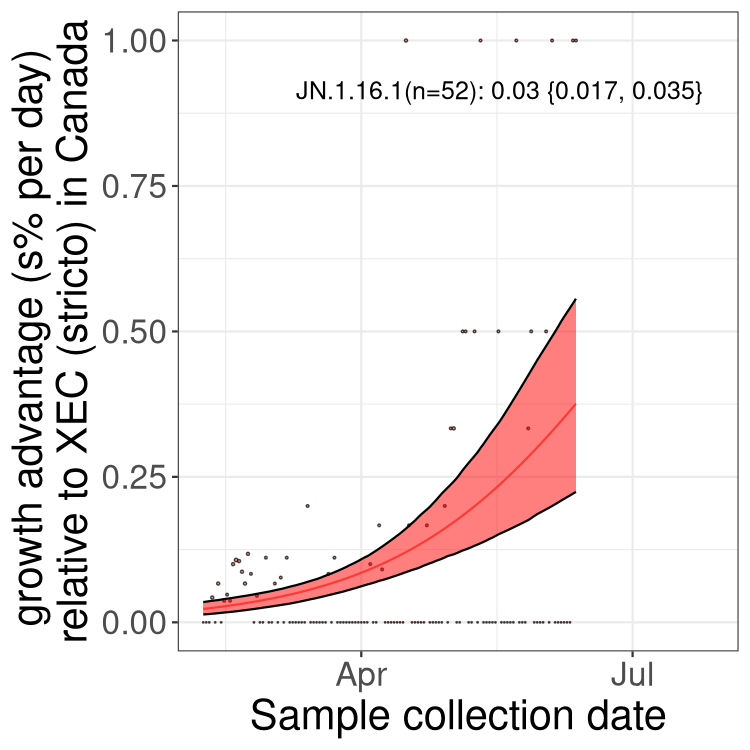 growth advantage (s% per day)
relative to XEC (stricto) in Canada
1.00
0.75
0.50
0.25
0.00
JN.1.16.1(n=52): 0.03 {0.017, 0.035}
Apr
Jul
Sample collection date